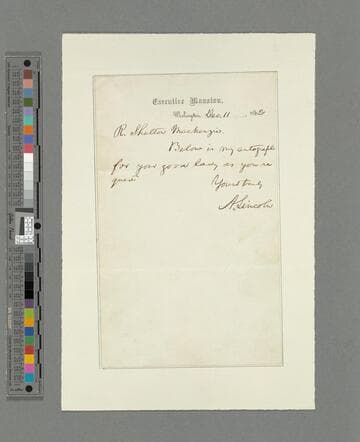 Executive Mansion,
Washington, Dec. 11, 1862
R. Shelton Mackenzie.
Below is my autograph
for your good lady as you re
quest
Yours truly
A. Lincoln